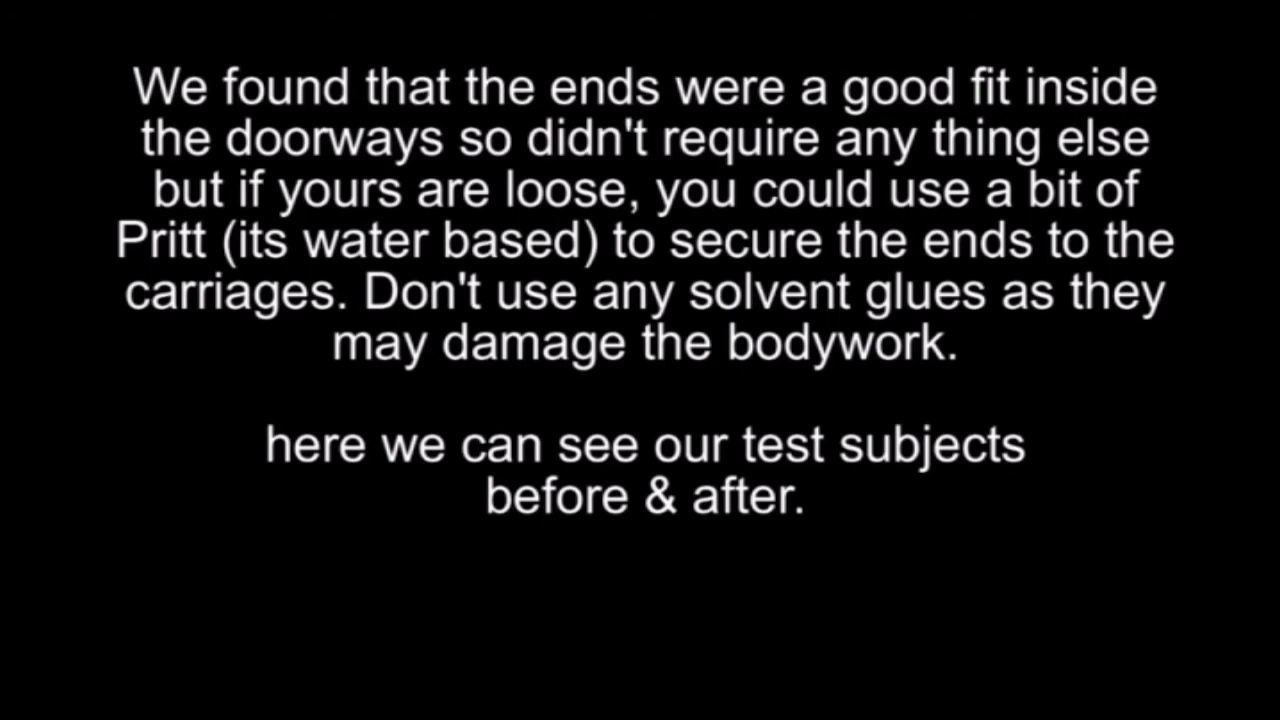 We found that the ends were a good fit inside
the doorways so didn't require any thing else
but if yours are loose, you could use a bit of
Pritt (its water based) to secure the ends to the
carriages. Don't use any solvent glues as they
may damage the bodywork.
here we can see our test subjects
before & after.